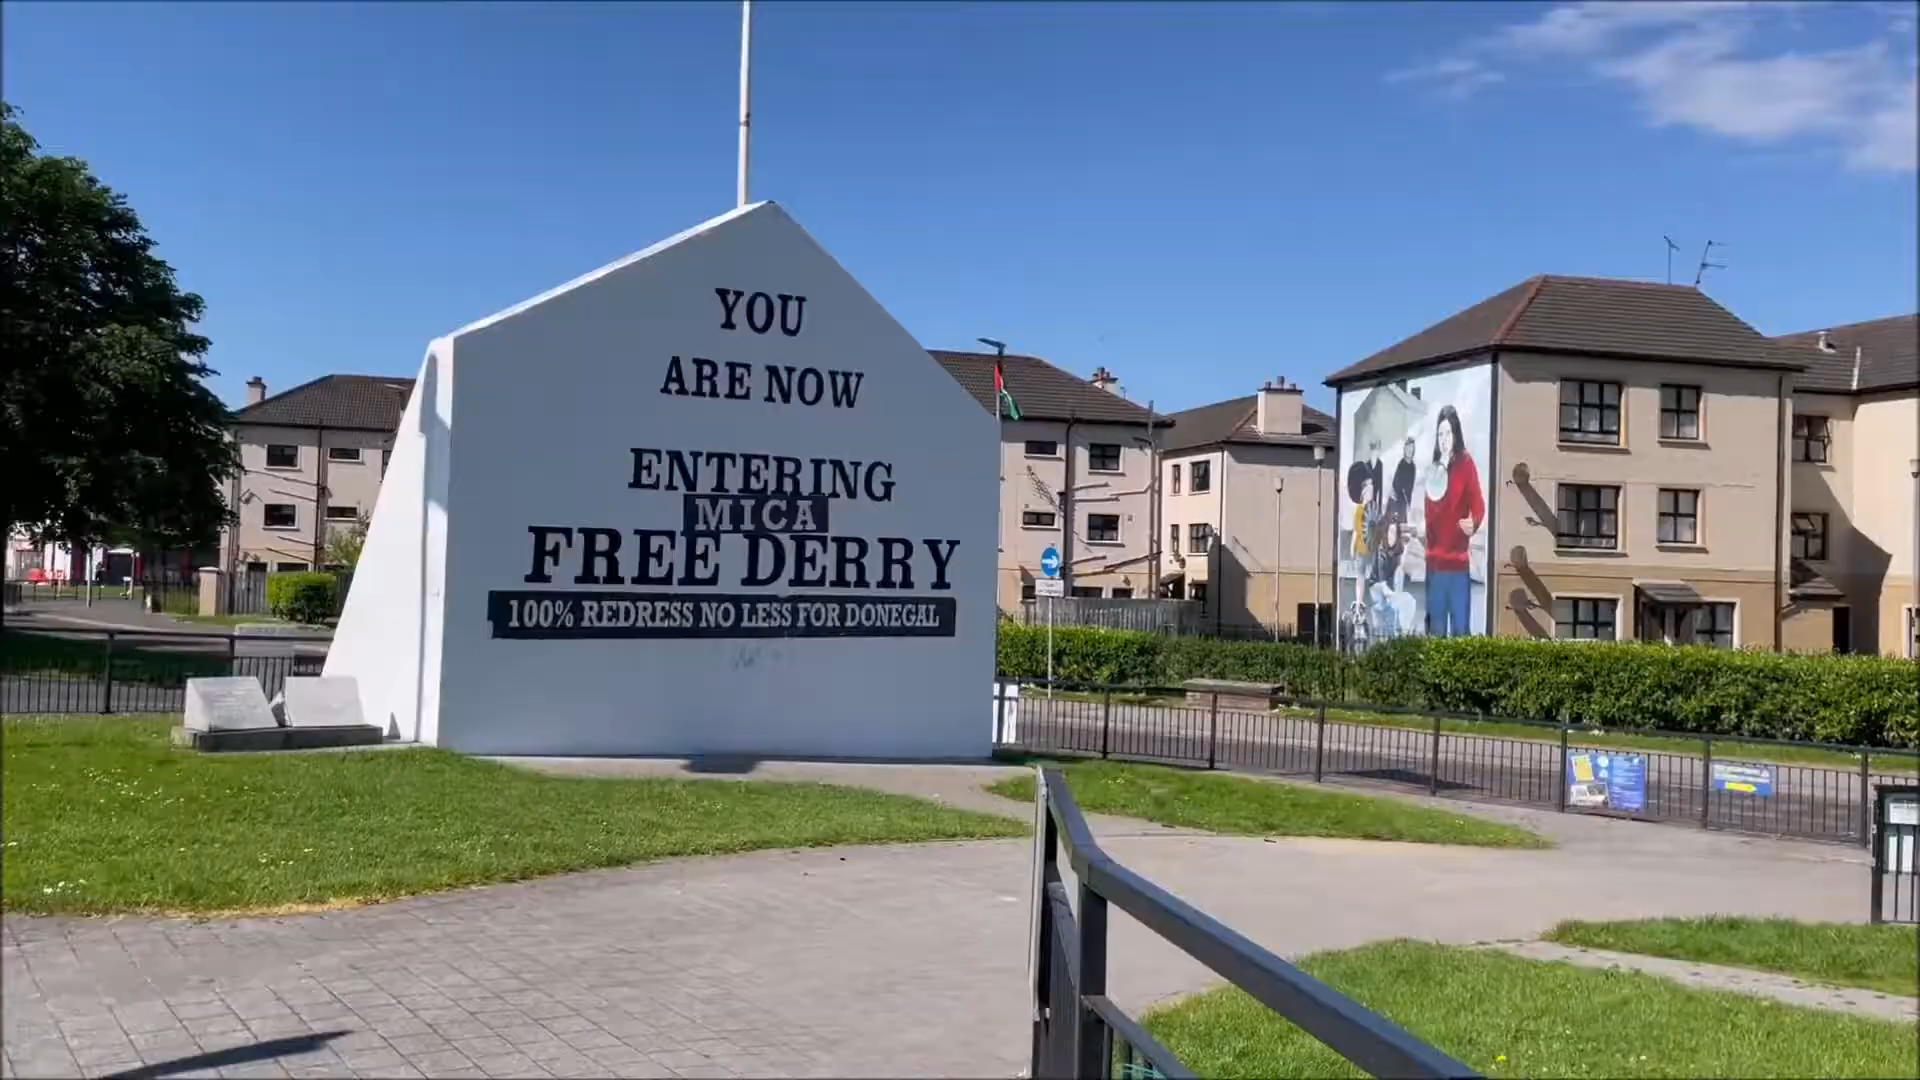 YOU
ARE NOW
ENTERING
MICA
FREE DERRY
100% REDRESS NO LESS FOR DONEGAL